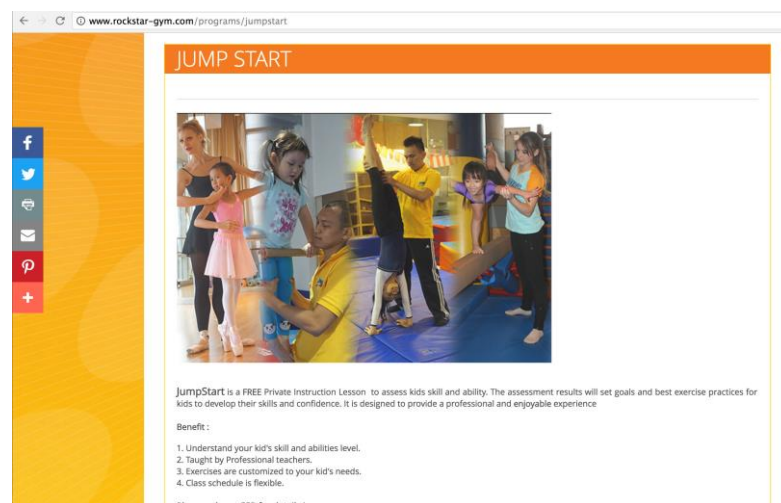 www.rockstar-gym.com/programs/jumpstart
JUMP START
JumpStart is a FREE Private Instruction Lesson to assess kids skill and ability. The assessment results will set goals and best exercise practices for
kids to develop their skills and confidence. It is designed to provide a professional and enjoyable experience
Benefit :
1. Understand your kid's skill and abilities level.
2. Taught by Professional teachers.
3. Exercises are customized to your kid's needs.
4. Class schedule is flexible.